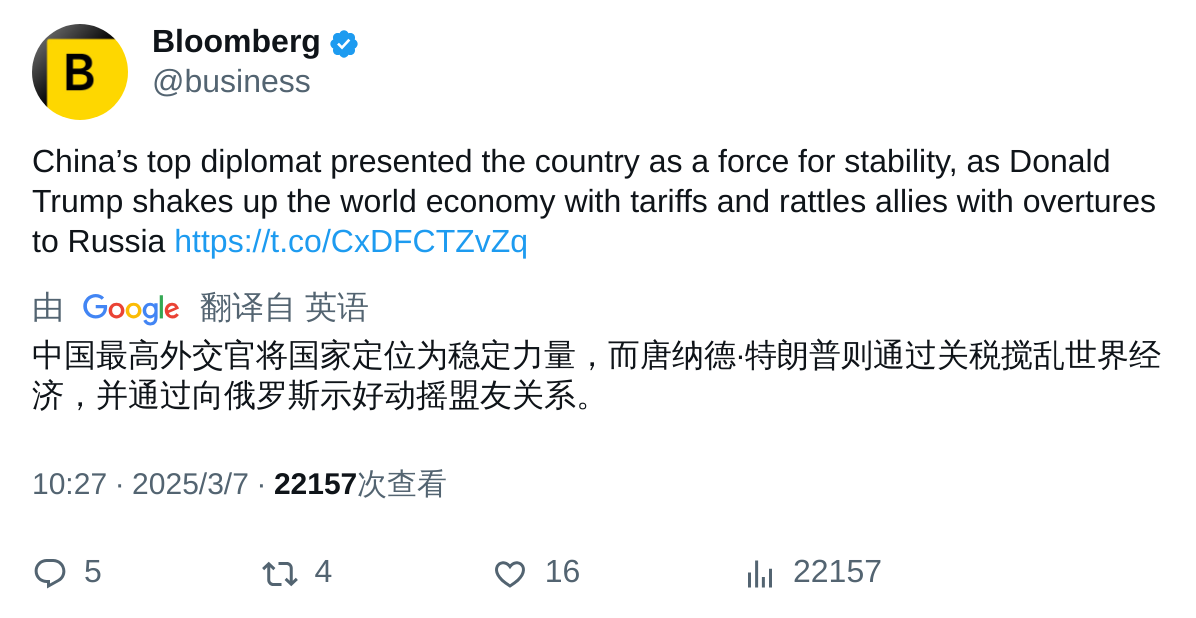 B
Bloomberg
@business
China’s top diplomat presented the country as a force for stability, as Donald
Trump shakes up the world economy with tariffs and rattles allies with overtures
to Russia https://t.co/CxDFCTZvZq
由 Google 翻译自 英语
中国最高外交官将国家定位为稳定力量，而唐纳德·特朗普则通过关税搅乱世界经
济，并通过向俄罗斯示好动摇盟友关系。
10:27 · 2025/3/7 · 22157次查看
5 4 16 22157